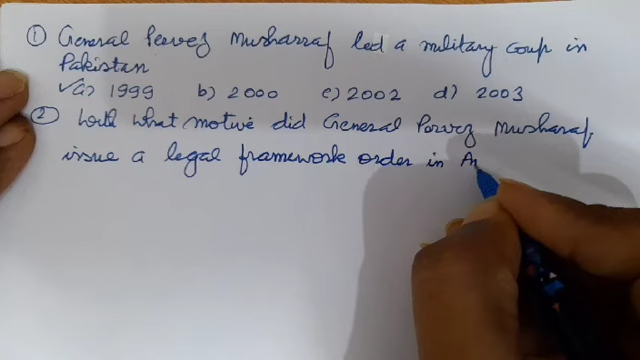 ① General Pervez Musharraf led a military coup in
Pakistan
✓a) 1999 b) 2000 c) 2002 d) 2003
② With what motive did General Pervez Musharaf
issue a legal framework order in